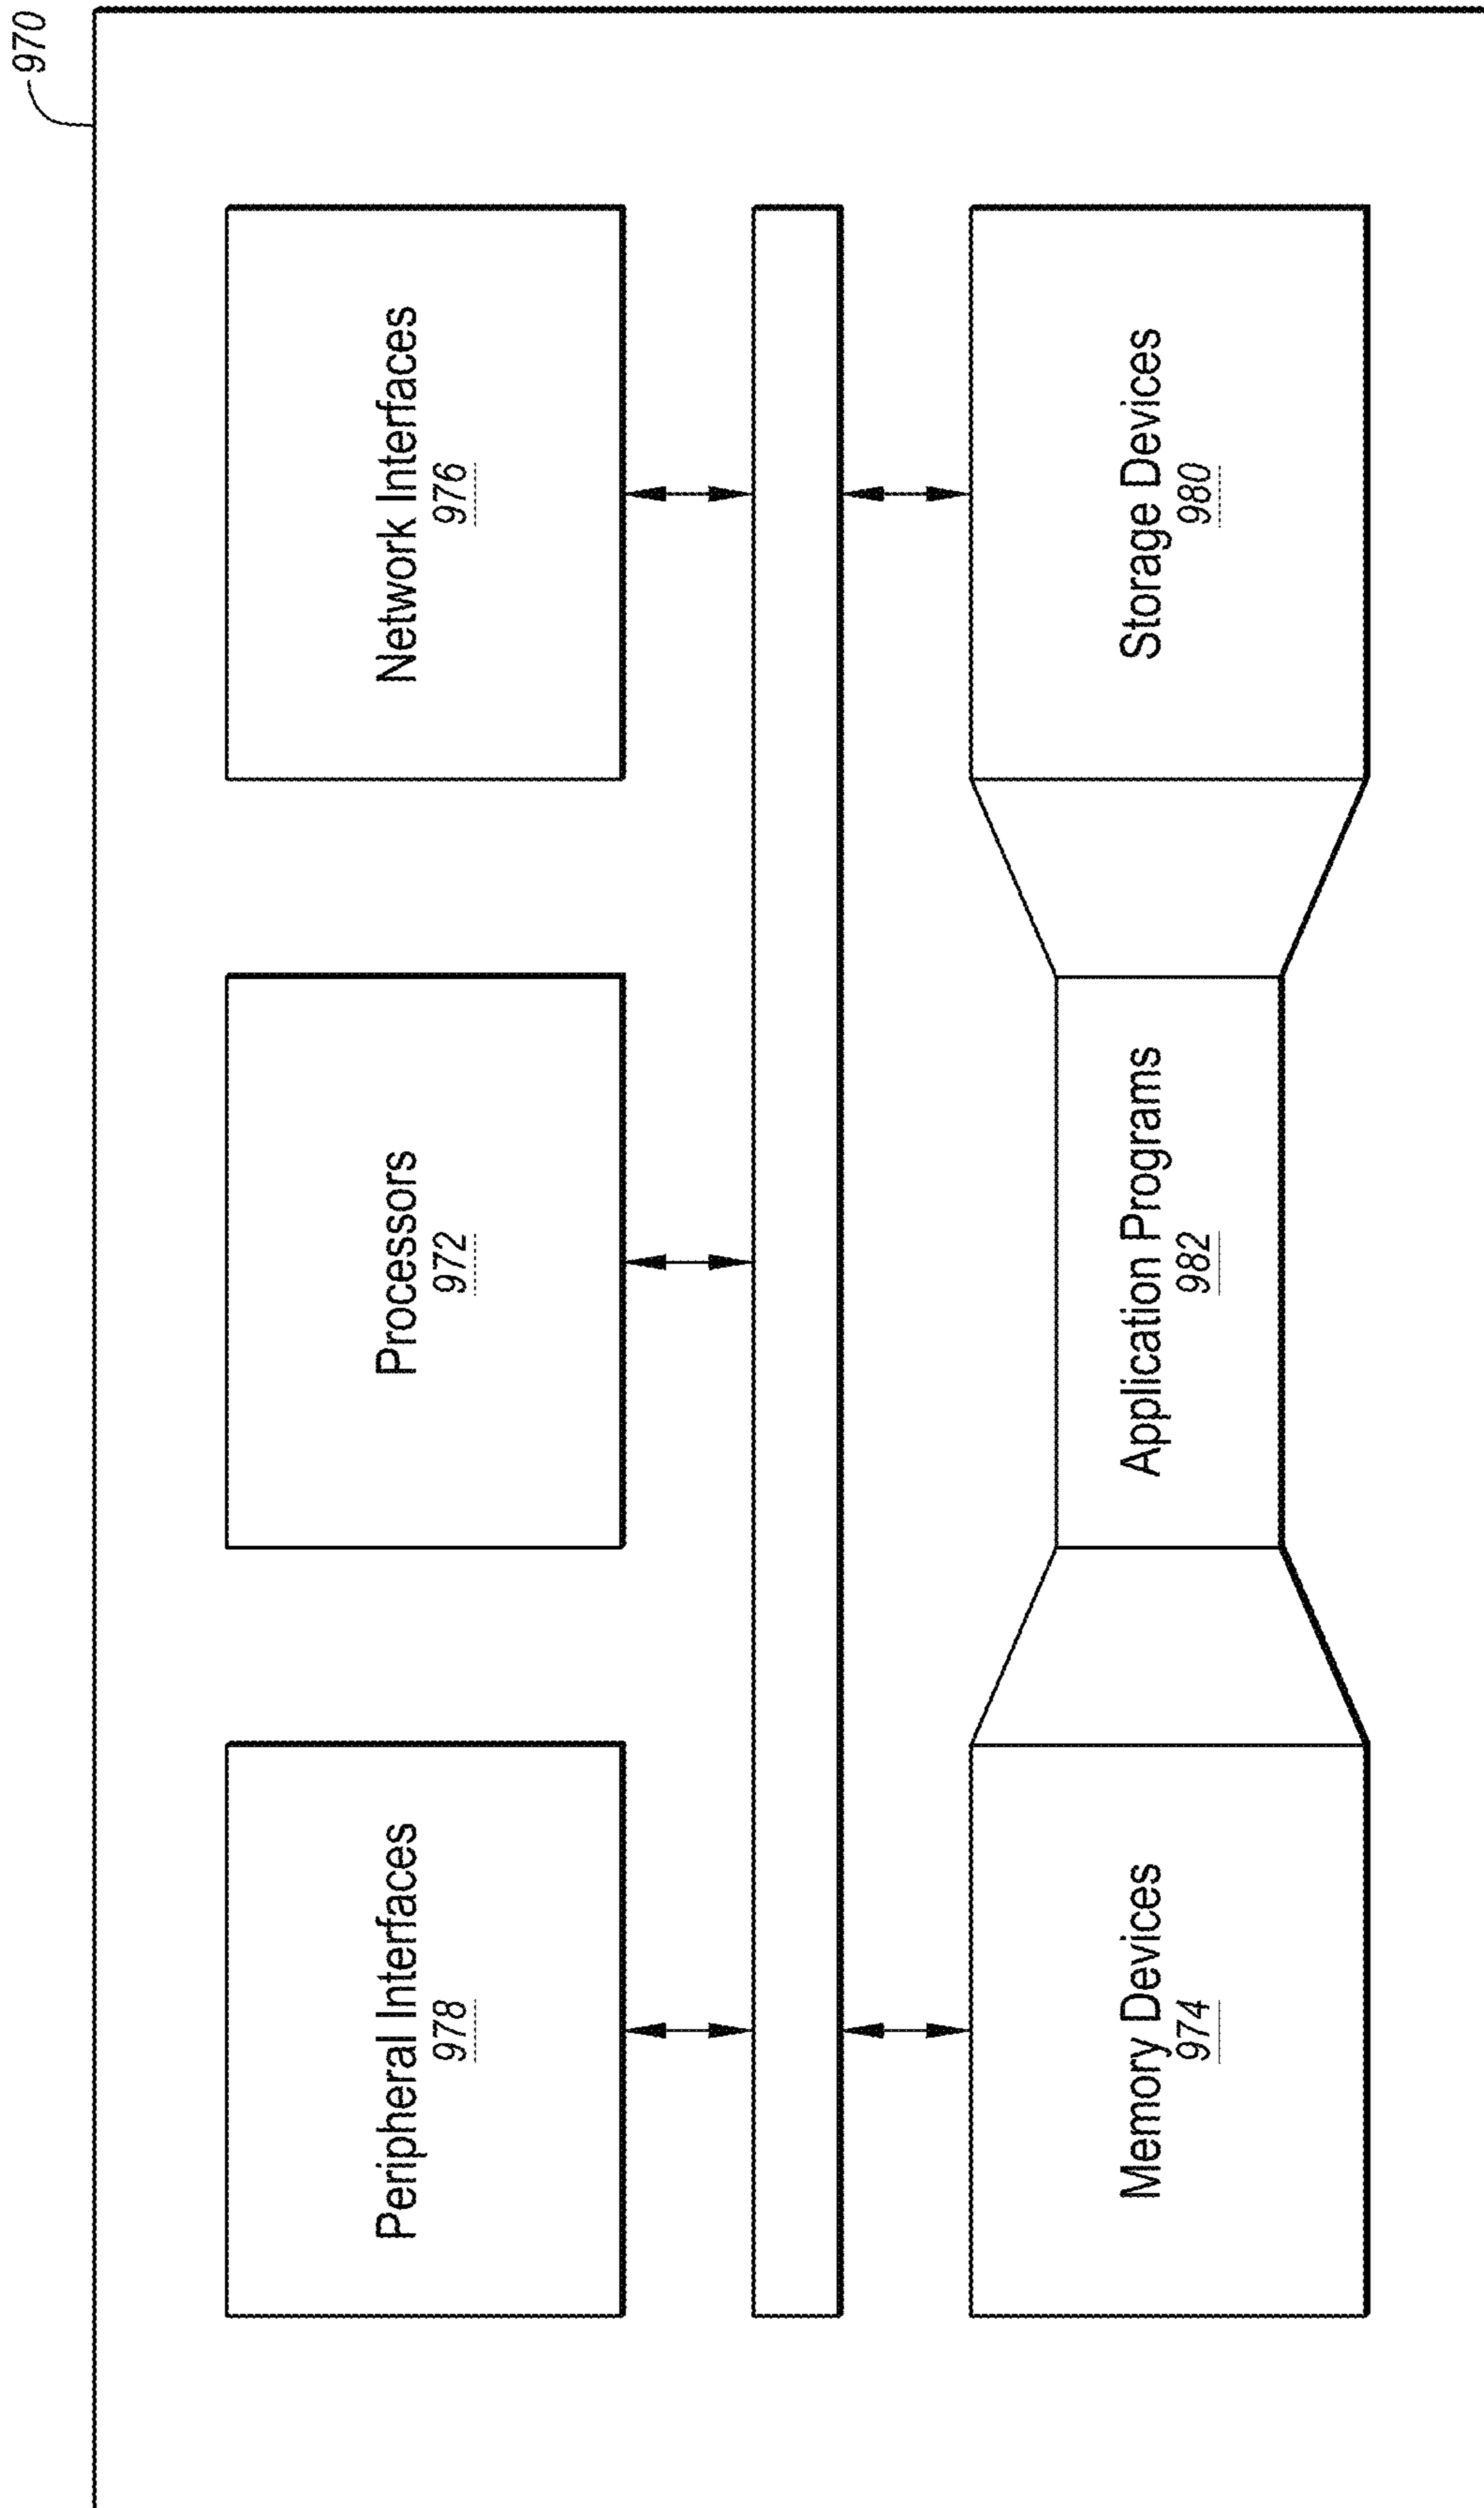 970
Peripheral Interfaces
978
Processors
972
Network Interfaces
976
Memory Devices
974
Application Programs
982
Storage Devices
980